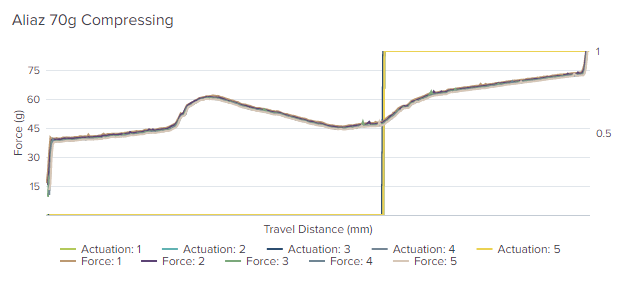 Aliaz 70g Compressing
1
75
60
45
0.5
30
15
Force (g)
Travel Distance (mm)
Actuation: 1 Actuation: 2 Actuation: 3 Actuation: 4 Actuation: 5
Force: 1 Force: 2 Force: 3 Force: 4 Force: 5